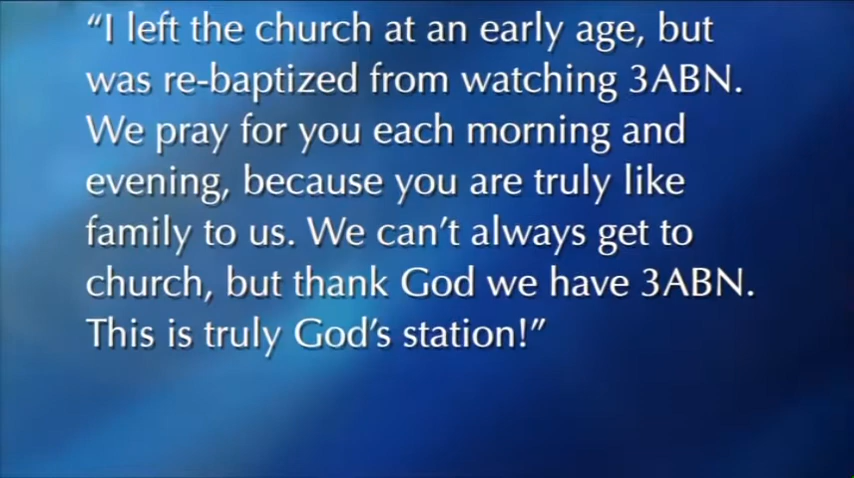 “I left the church at an early age, but
was re-baptized from watching 3ABN.
We pray for you each morning and
evening, because you are truly like
family to us. We can’t always get to
church, but thank God we have 3ABN.
This is truly God’s station!”